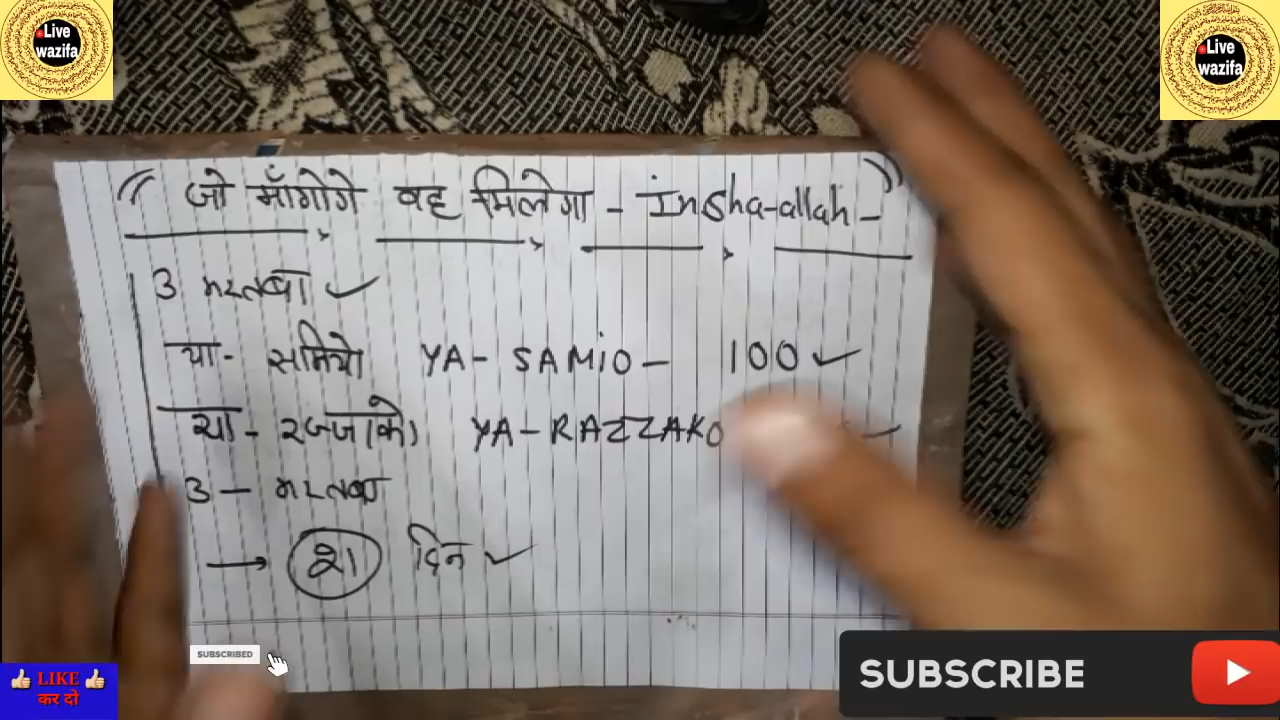 Live
wazifa
Live
wazifa
(( जो माँगोगे वह मिलेगा - insha-allah - ))
3 मरतबा ✓
या - समियो YA - SAMiO - 100 ✓
या - रज्जाको YA - RAZZAKO
3 - मरतबा
→ 21 दिन ✓
SUBSCRIBED
👍 LIKE 👍
कर दो
SUBSCRIBE